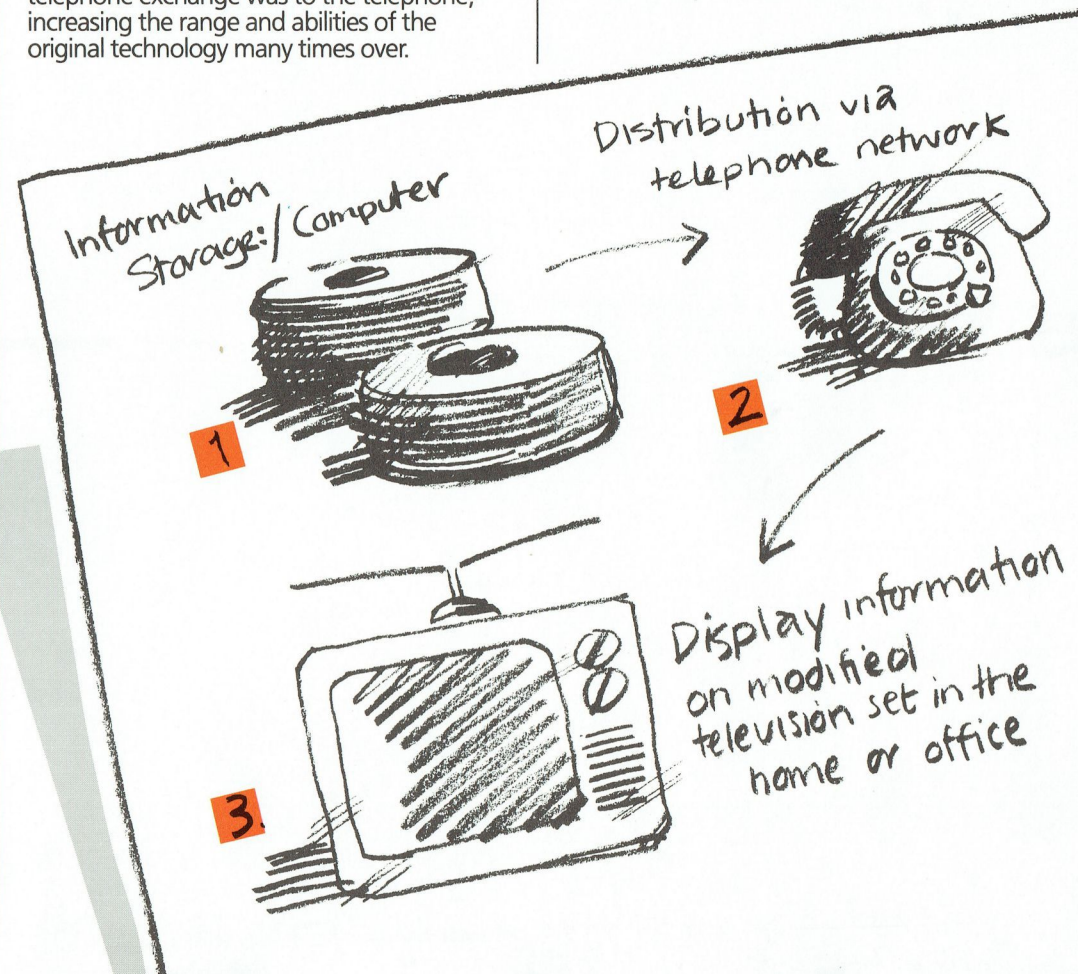 telephone exchange was to the telephone,
increasing the range and abilities of the
original technology many times over.
Information
Storage:/Computer
Distribution via
telephone network
1
2
Display information
on modified
television set in the
home or office
3.